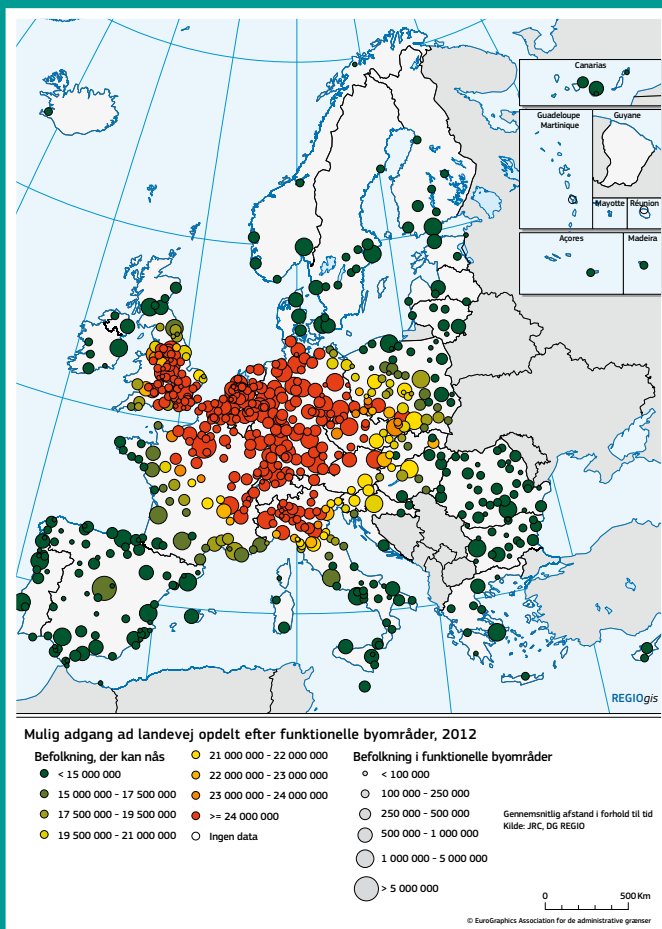 Canarias
Guadeloupe
Martinique
Guyane
Mayotte
Réunion
Açores
Madeira
REGIOgis
Mulig adgang ad landevej opdelt efter funktionelle byområder, 2012
Befolkning, der kan nås
< 15 000 000
15 000 000 - 17 500 000
17 500 000 - 19 500 000
19 500 000 - 21 000 000
21 000 000 - 22 000 000
22 000 000 - 23 000 000
23 000 000 - 24 000 000
>= 24 000 000
Ingen data
Befolkning i funktionelle byområder
< 100 000
100 000 - 250 000
250 000 - 500 000
500 000 - 1 000 000
1 000 000 - 5 000 000
> 5 000 000
Gennemsnitlig afstand i forhold til tid
Kilde: JRC, DG REGIO
0 500 Km
© EuroGraphics Association for de administrative grænser